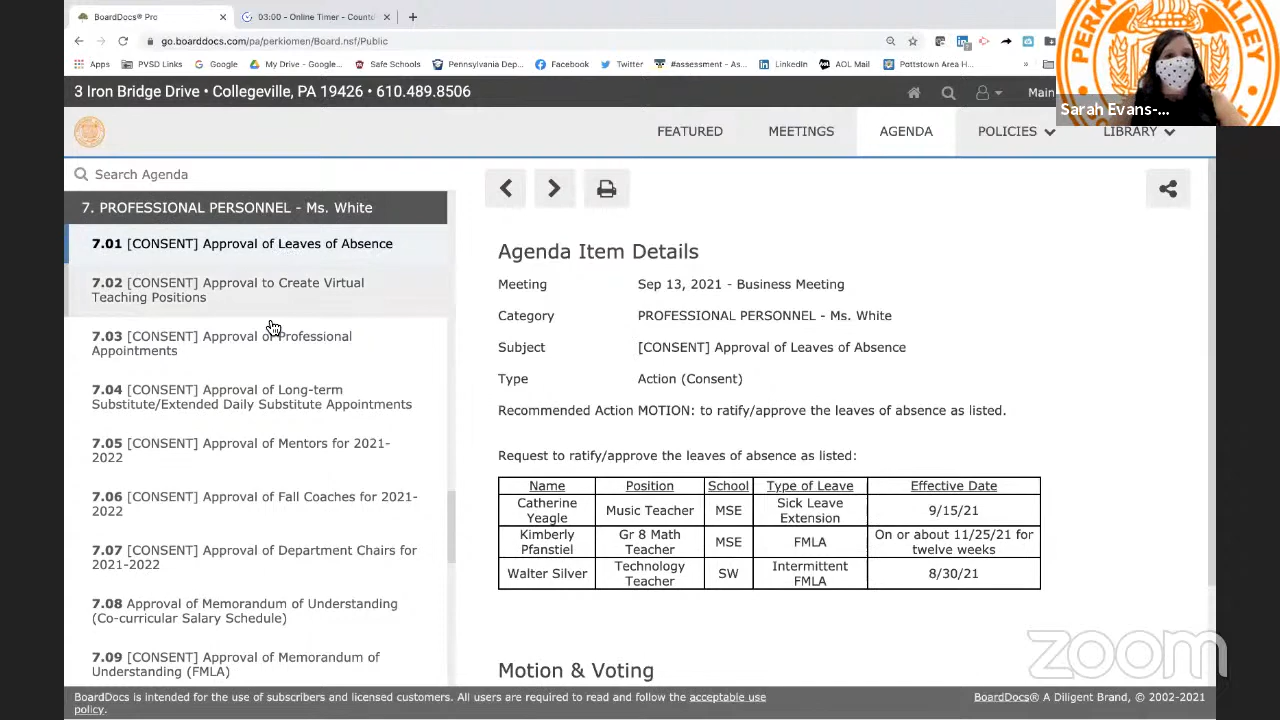 BoardDocs® Pro
03:00 - Online Timer - Countd
go.boarddocs.com/pa/perkiomen/Board.nsf/Public
Apps
PVSD Links
Google
My Drive - Google...
Safe Schools
Pennsylvania Dep...
Facebook
Twitter
#assessment - As...
LinkedIn
AOL Mail
Pottstown Area H...
Sarah Evans-...
3 Iron Bridge Drive • Collegeville, PA 19426 • 610.489.8506
Main
FEATURED
MEETINGS
AGENDA
POLICIES
LIBRARY
Search Agenda
7. PROFESSIONAL PERSONNEL - Ms. White
7.01 [CONSENT] Approval of Leaves of Absence
7.02 [CONSENT] Approval to Create Virtual
Teaching Positions
7.03 [CONSENT] Approval of Professional
Appointments
7.04 [CONSENT] Approval of Long-term
Substitute/Extended Daily Substitute Appointments
7.05 [CONSENT] Approval of Mentors for 2021-
2022
7.06 [CONSENT] Approval of Fall Coaches for 2021-
2022
7.07 [CONSENT] Approval of Department Chairs for
2021-2022
7.08 Approval of Memorandum of Understanding
(Co-curricular Salary Schedule)
7.09 [CONSENT] Approval of Memorandum of
Understanding (FMLA)
Agenda Item Details
Meeting Sep 13, 2021 - Business Meeting
Category PROFESSIONAL PERSONNEL - Ms. White
Subject [CONSENT] Approval of Leaves of Absence
Type Action (Consent)
Recommended Action MOTION: to ratify/approve the leaves of absence as listed.
Request to ratify/approve the leaves of absence as listed:
Name Position School Type of Leave Effective Date
Catherine Yeagle Music Teacher MSE Sick Leave Extension 9/15/21
Kimberly Pfanstiel Gr 8 Math Teacher MSE FMLA On or about 11/25/21 for twelve weeks
Walter Silver Technology Teacher SW Intermittent FMLA 8/30/21
Motion & Voting
zoom
BoardDocs is intended for the use of subscribers and licensed customers. All users are required to read and follow the acceptable use
policy.
BoardDocs® A Diligent Brand, © 2002-2021